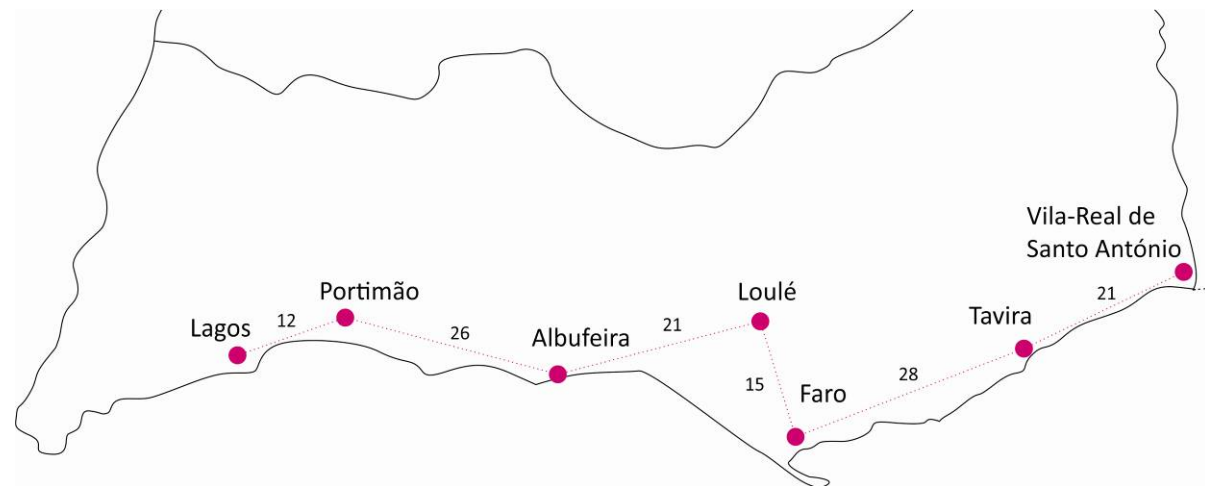 Vila-Real de
Santo António
Portimão
Loulé
21
Lagos
12
Tavira
26
Albufeira
21
15
Faro
28